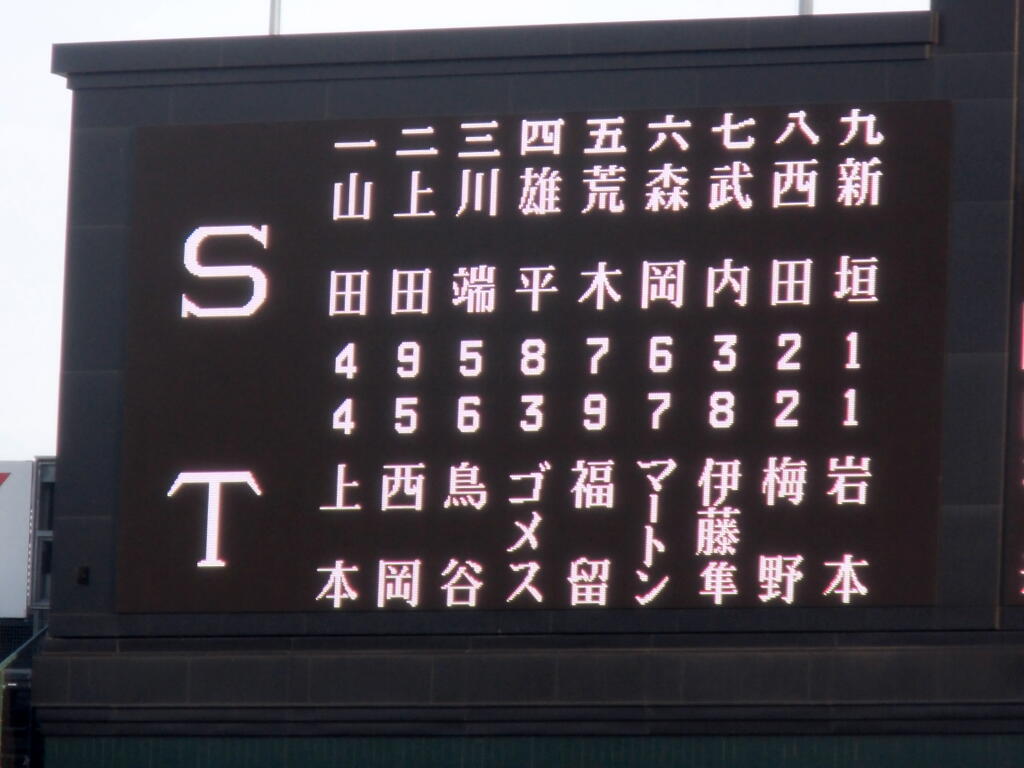 一 二 三 四 五 六 七 八 九
S
山田 上田 川端 雄平 荒木 森岡 武内 西田 新垣
4 9 5 8 7 6 3 2 1
4 5 6 3 9 7 8 2 1
T
上本 西岡 鳥谷 ゴメス 福留 マートン 伊藤隼 梅野 岩本